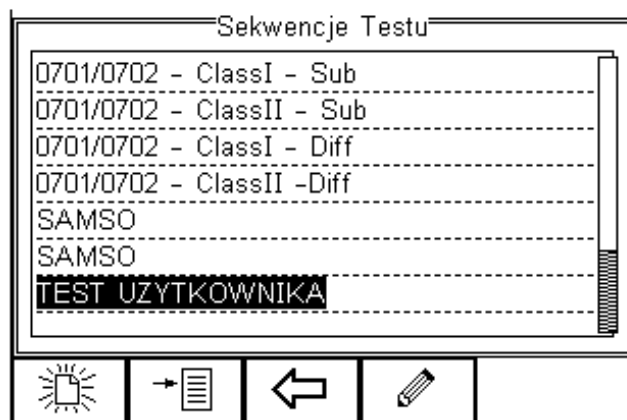 Sekwencje Testu
0701/0702 - ClassI - Sub
0701/0702 - ClassII - Sub
0701/0702 - ClassI - Diff
0701/0702 - ClassII -Diff
SAMSO
SAMSO
TEST UZYTKOWNIKA